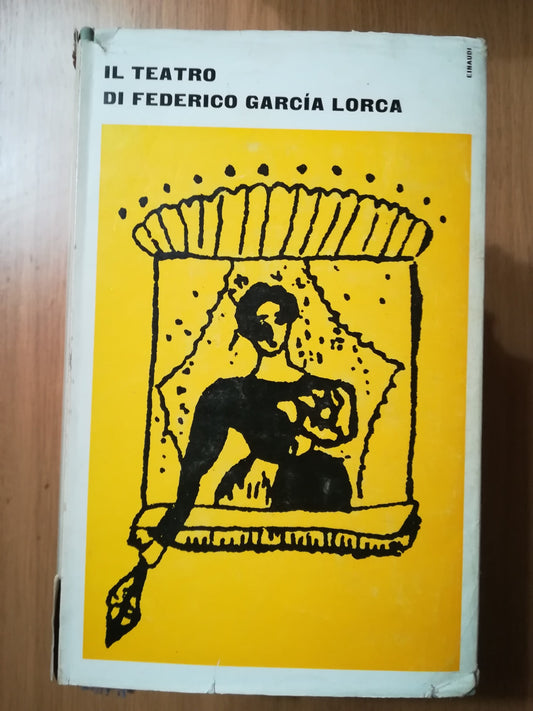 IL TEATRO
DI FEDERICO GARCÍA LORCA
EINAUDI